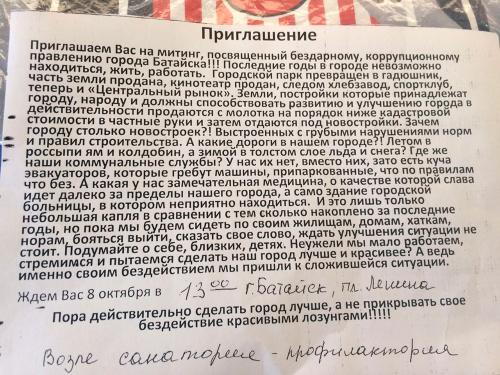 Приглашение
Приглашаем Вас на митинг, посвященный бездарному, коррупционному
правлению города Батайска!!! Последние годы в городе невозможно
находиться, жить, работать. Городской парк превращен в гадюшник,
часть земли продана, кинотеатр продан, следом хлебзавод, спортклуб,
теперь и «Центральный рынок». Земли, постройки которые принадлежат
городу, народу и должны способствовать развитию и улучшению города в
действительности продаются с молотка на порядок ниже кадастровой
стоимости в частные руки и затем отдаются под новостройки. Зачем
городу столько новостроек?! Выстроенных с грубыми нарушениями норм
и правил строительства. А какие дороги в нашем городе?! Летом в
россыпи ям и колдобин, а зимой в толстом слое льда и снега? Где же
наши коммунальные службы? У нас их нет, вместо них, зато есть куча
эвакуаторов, которые гребут машины, припаркованные, что по правилам
что без. А какая у нас замечательная медицина, о качестве которой слава
идет далеко за пределы нашего города, а само здание городской
больницы, в котором неприятно находиться. И это лишь только
небольшая капля в сравнении с тем сколько накоплено за последние
годы, но пока мы будем сидеть по своим жилищам, домам, хаткам,
норам, бояться выйти, сказать свое слово, ждать улучшения ситуации не
стоит. Подумайте о себе, близких, детях. Неужели мы мало работаем,
стремимся и пытаемся сделать наш город лучше и красивее? А ведь
именно своим бездействием мы пришли к сложившейся ситуации.
Ждем Вас 8 октября в 13 00 г. Батайск, пл. Ленина
Пора действительно сделать город лучше, а не прикрывать свое
бездействие красивыми лозунгами!!!!!
Возле санатория - профилактория